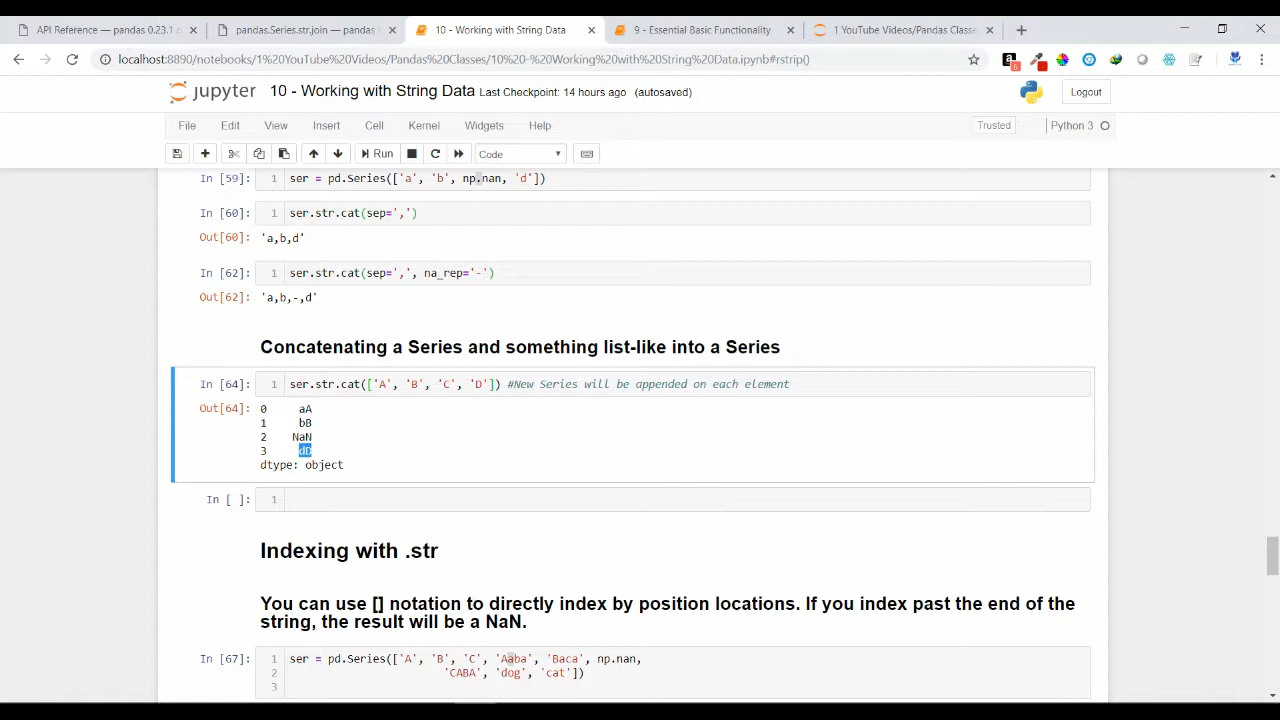 API Reference — pandas 0.23.1 d
pandas.Series.str.join — pandas
10 - Working with String Data
9 - Essential Basic Functionality
1 YouTube Videos/Pandas Classe
localhost:8890/notebooks/1%20YouTube%20Videos/Pandas%20Classes/10%20-%20Working%20with%20String%20Data.ipynb#rstrip()
jupyter
10 - Working with String Data Last Checkpoint: 14 hours ago (autosaved)
Logout
File Edit View Insert Cell Kernel Widgets Help
Trusted
Python 3
Run
Code
In [59]: 1 ser = pd.Series(['a', 'b', np.nan, 'd'])
In [60]: 1 ser.str.cat(sep=',')
Out[60]: 'a,b,d'
In [62]: 1 ser.str.cat(sep=',', na_rep='-')
Out[62]: 'a,b,-,d'
Concatenating a Series and something list-like into a Series
In [64]: 1 ser.str.cat(['A', 'B', 'C', 'D']) #New Series will be appended on each element
Out[64]: 0 aA
1 bB
2 NaN
3 dD
dtype: object
In [ ]: 1
Indexing with .str
You can use [] notation to directly index by position locations. If you index past the end of the
string, the result will be a NaN.
In [67]: 1 ser = pd.Series(['A', 'B', 'C', 'Aaba', 'Baca', np.nan,
2 'CABA', 'dog', 'cat'])
3